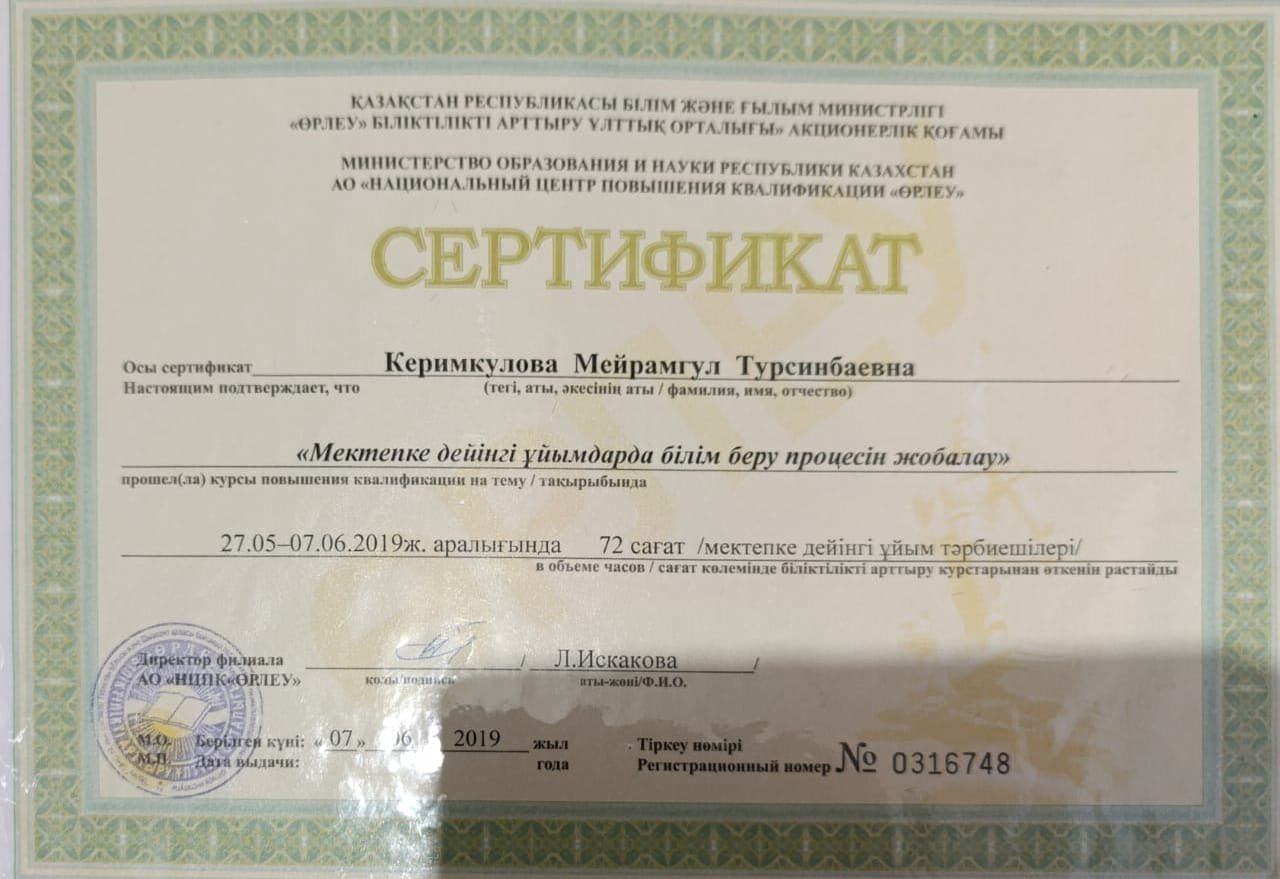 ҚАЗАҚСТАН РЕСПУБЛИКАСЫ БІЛІМ ЖӘНЕ ҒЫЛЫМ МИНИСТРЛІГІ
«ӨРЛЕУ» БІЛІКТІЛІКТІ АРТТЫРУ ҰЛТТЫҚ ОРТАЛЫҒЫ» АКЦИОНЕРЛІК ҚОҒАМЫ
МИНИСТЕРСТВО ОБРАЗОВАНИЯ И НАУКИ РЕСПУБЛИКИ КАЗАХСТАН
АО «НАЦИОНАЛЬНЫЙ ЦЕНТР ПОВЫШЕНИЯ КВАЛИФИКАЦИИ «ӨРЛЕУ»
СЕРТИФИКАТ
Осы сертификат Керимкулова Мейрамгул Турсинбаевна
Настоящим подтверждает, что (тегі, аты, әкесінің аты / фамилия, имя, отчество)
«Мектепке дейінгі ұйымдарда білім беру процесін жобалау»
прошел(ла) курсы повышения квалификации на тему / тақырыбында
27.05–07.06.2019ж. аралығында 72 сағат /мектепке дейінгі ұйым тәрбиешілері/
в объеме часов / сағат көлемінде біліктілікті арттыру курстарынан өткенін растайды
Директор филиала / Л.Искакова /
АО «НЦПК«ӨРЛЕУ» қолы/подпись аты-жөні/Ф.И.О.
М.О. Берілген күні: «07» 06 2019 жыл Тіркеу нөмірі
М.П. Дата выдачи: года Регистрационный номер № 0316748